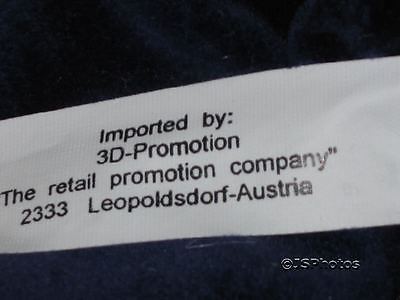 Imported by:
3D-Promotion
"The retail promotion company"
2333 Leopoldsdorf-Austria
©JSPhotos